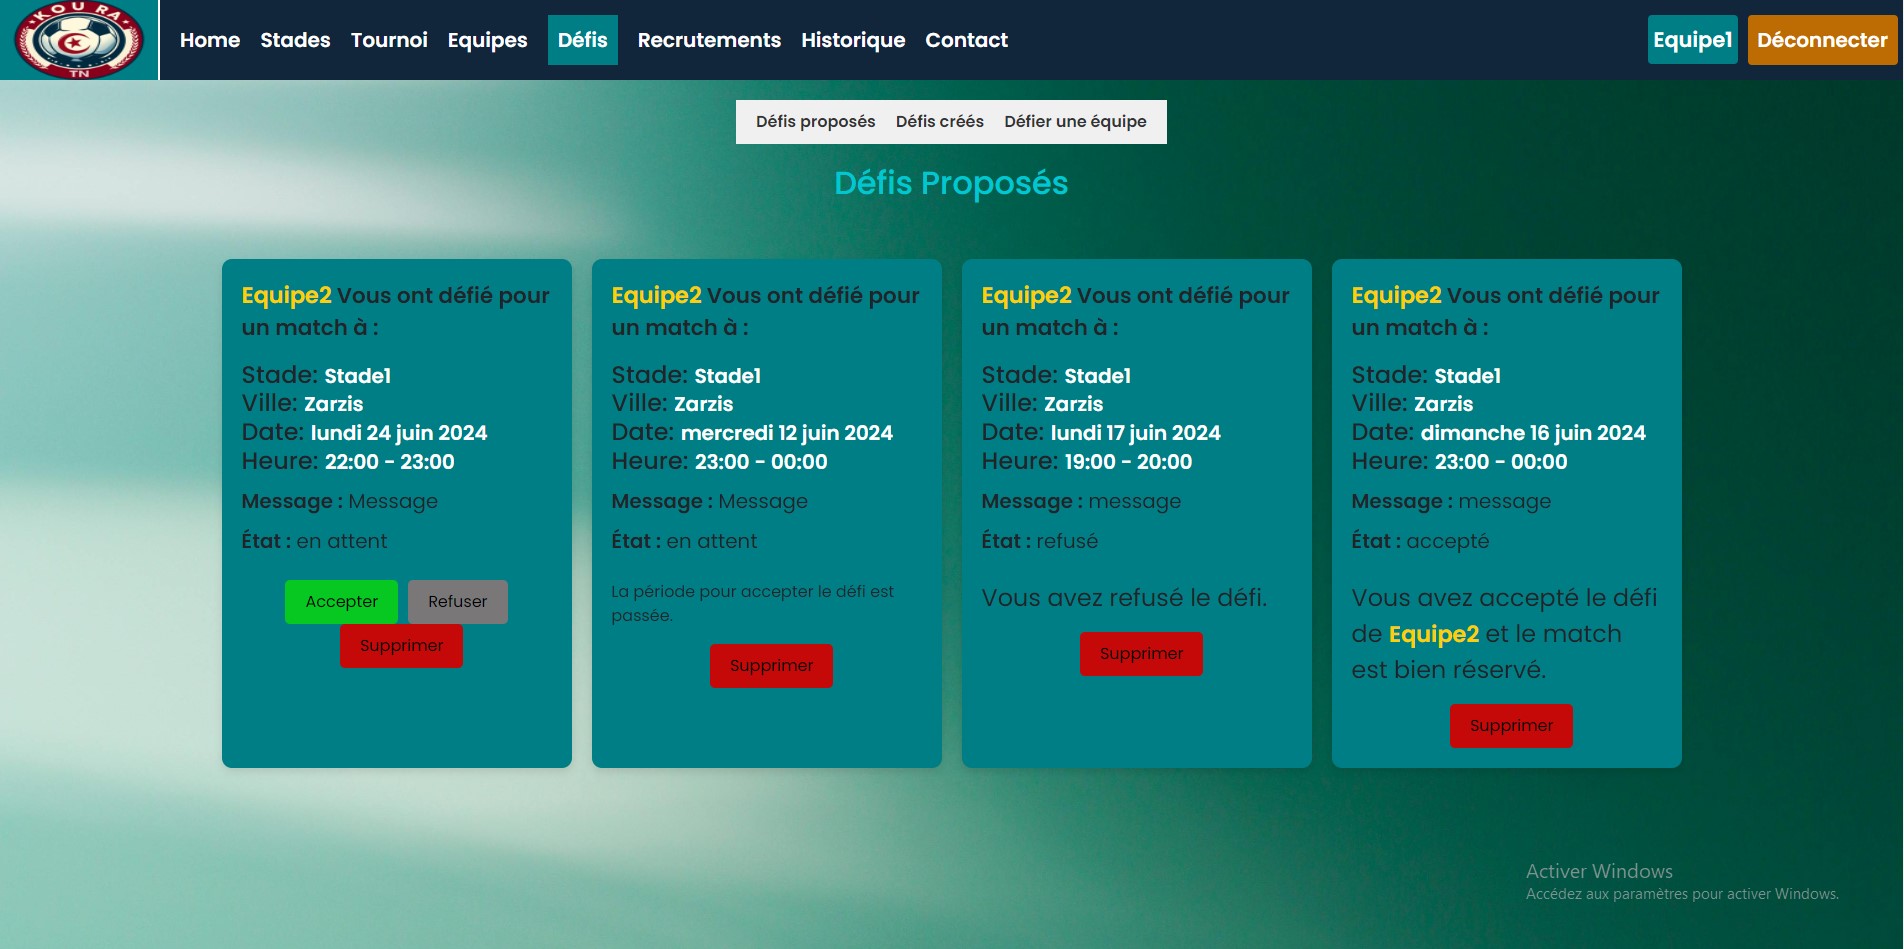 KOU RA
TN
Home Stades Tournoi Equipes Défis Recrutements Historique Contact
Equipe1 Déconnecter
Défis proposés Défis créés Défier une équipe
Défis Proposés
Equipe2 Vous ont défié pour
un match à :
Stade: Stade1
Ville: Zarzis
Date: lundi 24 juin 2024
Heure: 22:00 - 23:00
Message : Message
État : en attent
Accepter Refuser
Supprimer
Equipe2 Vous ont défié pour
un match à :
Stade: Stade1
Ville: Zarzis
Date: mercredi 12 juin 2024
Heure: 23:00 - 00:00
Message : Message
État : en attent
La période pour accepter le défi est
passée.
Supprimer
Equipe2 Vous ont défié pour
un match à :
Stade: Stade1
Ville: Zarzis
Date: lundi 17 juin 2024
Heure: 19:00 - 20:00
Message : message
État : refusé
Vous avez refusé le défi.
Supprimer
Equipe2 Vous ont défié pour
un match à :
Stade: Stade1
Ville: Zarzis
Date: dimanche 16 juin 2024
Heure: 23:00 - 00:00
Message : message
État : accepté
Vous avez accepté le défi
de Equipe2 et le match
est bien réservé.
Supprimer
Activer Windows
Accédez aux paramètres pour activer Windows.